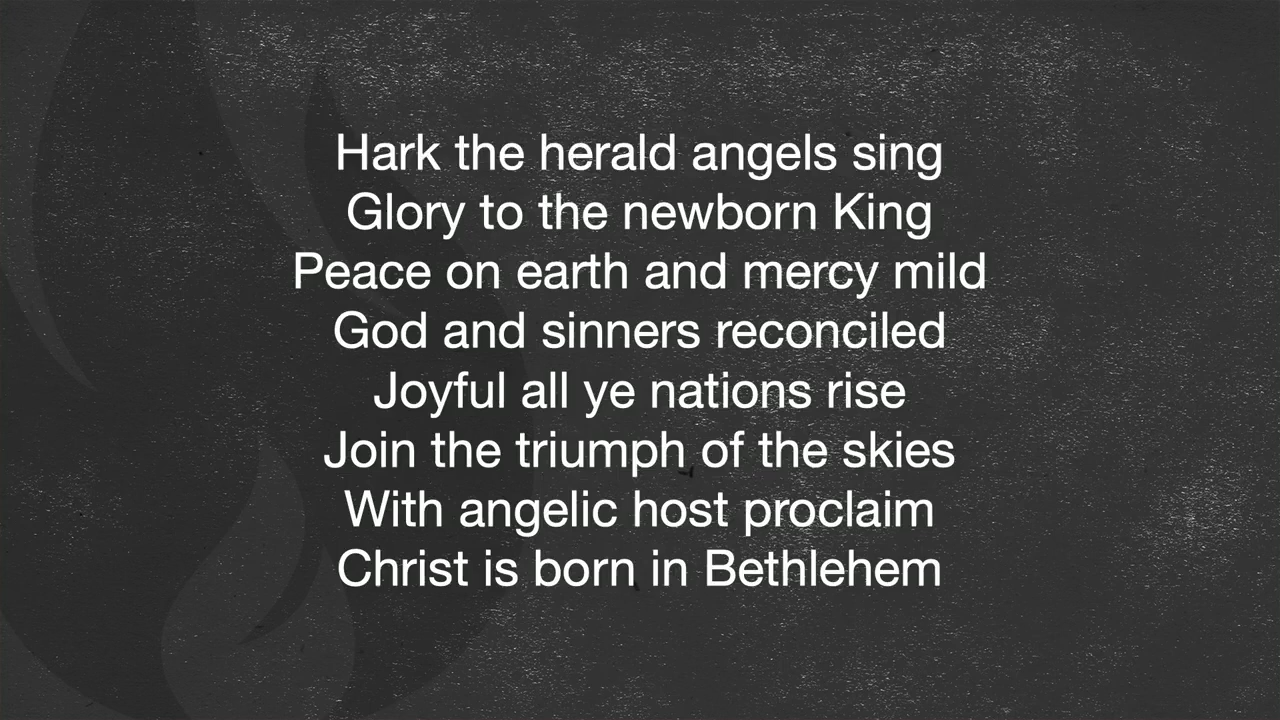 Hark the herald angels sing
Glory to the newborn King
Peace on earth and mercy mild
God and sinners reconciled
Joyful all ye nations rise
Join the triumph of the skies
With angelic host proclaim
Christ is born in Bethlehem